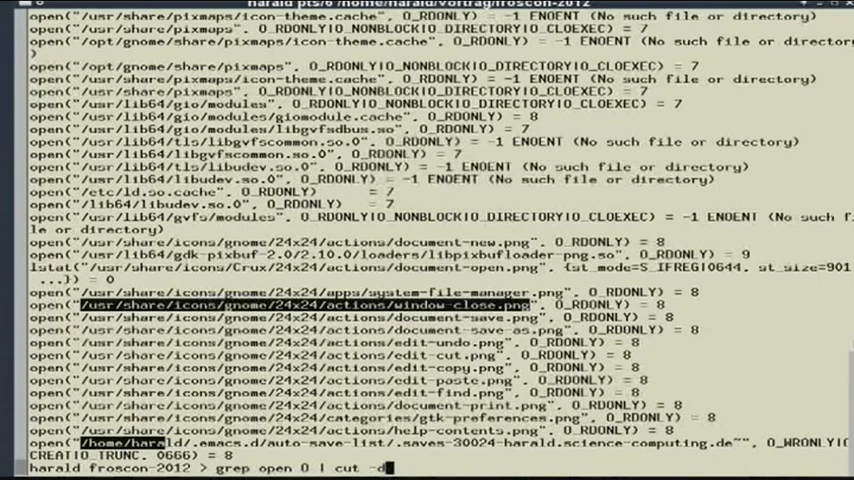 harald pts/6 /home/harald/vortrag/froscon-2012
open("/usr/share/pixmaps/icon-theme.cache", O_RDONLY) = -1 ENOENT (No such file or directory)
open("/usr/share/pixmaps", O_RDONLY|O_NONBLOCK|O_DIRECTORY|O_CLOEXEC) = 7
open("/opt/gnome/share/pixmaps/icon-theme.cache", O_RDONLY) = -1 ENOENT (No such file or directory
)
open("/opt/gnome/share/pixmaps", O_RDONLY|O_NONBLOCK|O_DIRECTORY|O_CLOEXEC) = 7
open("/usr/share/pixmaps/icon-theme.cache", O_RDONLY) = -1 ENOENT (No such file or directory)
open("/usr/share/pixmaps", O_RDONLY|O_NONBLOCK|O_DIRECTORY|O_CLOEXEC) = 7
open("/usr/lib64/gio/modules", O_RDONLY|O_NONBLOCK|O_DIRECTORY|O_CLOEXEC) = 7
open("/usr/lib64/gio/modules/giomodule.cache", O_RDONLY) = 8
open("/usr/lib64/gio/modules/libgvfsdbus.so", O_RDONLY) = 7
open("/usr/lib64/tls/libgvfscommon.so.0", O_RDONLY) = -1 ENOENT (No such file or directory)
open("/usr/lib64/libgvfscommon.so.0", O_RDONLY) = 7
open("/usr/lib64/tls/libudev.so.0", O_RDONLY) = -1 ENOENT (No such file or directory)
open("/usr/lib64/libudev.so.0", O_RDONLY) = -1 ENOENT (No such file or directory)
open("/etc/ld.so.cache", O_RDONLY)      = 7
open("/lib64/libudev.so.0", O_RDONLY)   = 7
open("/usr/lib64/gvfs/modules", O_RDONLY|O_NONBLOCK|O_DIRECTORY|O_CLOEXEC) = -1 ENOENT (No such fi
le or directory)
open("/usr/share/icons/gnome/24x24/actions/document-new.png", O_RDONLY) = 8
open("/usr/lib64/gdk-pixbuf-2.0/2.10.0/loaders/libpixbufloader-png.so", O_RDONLY) = 9
lstat("/usr/share/icons/Crux/24x24/actions/document-open.png", {st_mode=S_IFREG|0644, st_size=901
, ...}) = 0
open("/usr/share/icons/gnome/24x24/apps/system-file-manager.png", O_RDONLY) = 8
open("/usr/share/icons/gnome/24x24/actions/window-close.png", O_RDONLY) = 8
open("/usr/share/icons/gnome/24x24/actions/document-save.png", O_RDONLY) = 8
open("/usr/share/icons/gnome/24x24/actions/document-save-as.png", O_RDONLY) = 8
open("/usr/share/icons/gnome/24x24/actions/edit-undo.png", O_RDONLY) = 8
open("/usr/share/icons/gnome/24x24/actions/edit-cut.png", O_RDONLY) = 8
open("/usr/share/icons/gnome/24x24/actions/edit-copy.png", O_RDONLY) = 8
open("/usr/share/icons/gnome/24x24/actions/edit-paste.png", O_RDONLY) = 8
open("/usr/share/icons/gnome/24x24/actions/edit-find.png", O_RDONLY) = 8
open("/usr/share/icons/gnome/24x24/actions/document-print.png", O_RDONLY) = 8
open("/usr/share/icons/gnome/24x24/categories/gtk-preferences.png", O_RDONLY) = 8
open("/usr/share/icons/gnome/24x24/actions/help-contents.png", O_RDONLY) = 8
open("/home/harald/.emacs.d/auto-save-list/.saves-30024-harald.science-computing.de~", O_WRONLY|O_
CREAT|O_TRUNC, 0666) = 8
harald froscon-2012 > grep open O | cut -d